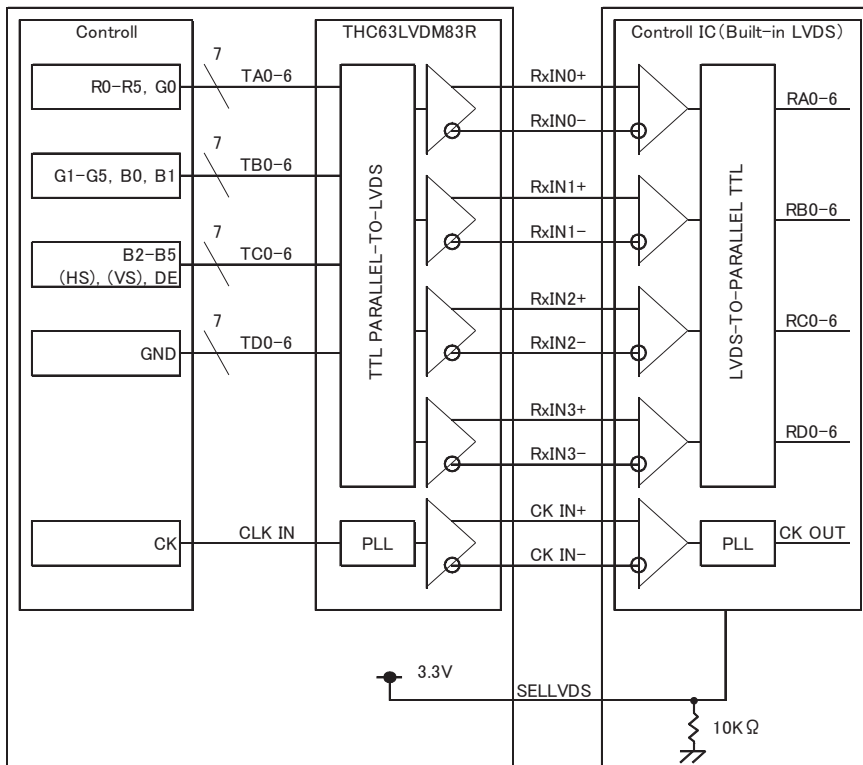 Controll
THC63LVDM83R
Controll IC(Built-in LVDS)
7
R0-R5, G0
TA0-6
RxIN0+
RA0-6
RxIN0-
7
G1-G5, B0, B1
TB0-6
RxIN1+
RxIN1-
RB0-6
7
B2-B5
(HS), (VS), DE
TC0-6
RxIN2+
RxIN2-
RC0-6
7
GND
TD0-6
RxIN3+
RxIN3-
RD0-6
TTL PARALLEL-TO-LVDS
LVDS-TO-PARALLEL TTL
CK
CLK IN
PLL
CK IN+
CK IN-
PLL
CK OUT
3.3V
SELLVDS
10KΩ